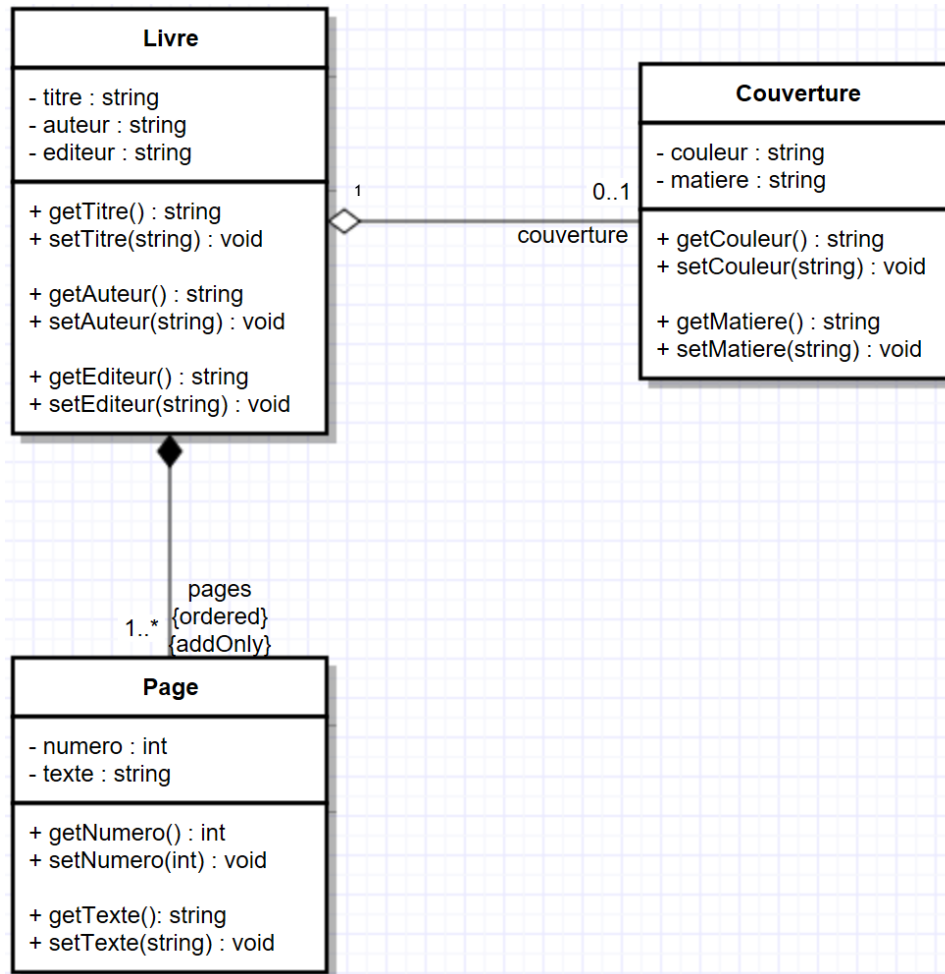 Livre
- titre : string
- auteur : string
- editeur : string
+ getTitre() : string
+ setTitre(string) : void
+ getAuteur() : string
+ setAuteur(string) : void
+ getEditeur() : string
+ setEditeur(string) : void
1
0..1
couverture
Couverture
- couleur : string
- matiere : string
+ getCouleur() : string
+ setCouleur(string) : void
+ getMatiere() : string
+ setMatiere(string) : void
pages
{ordered}
1..*
{addOnly}
Page
- numero : int
- texte : string
+ getNumero() : int
+ setNumero(int) : void
+ getTexte(): string
+ setTexte(string) : void